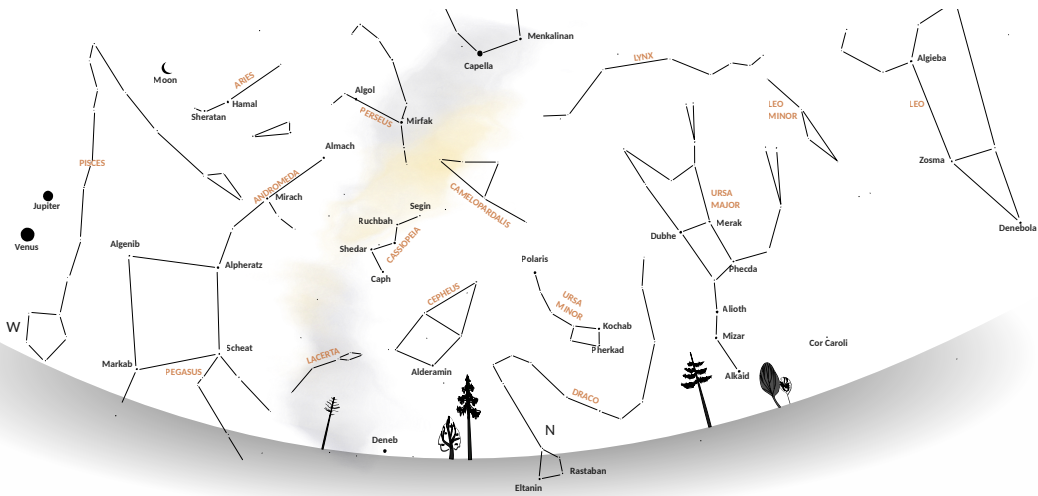 Menkalinan
Capella
LYNX
Algieba
Moon
ARIES
Hamal
Sheratan
Algol
PERSEUS
Mirfak
LEO
MINOR
LEO
Almach
PISCES
ANDROMEDA
Mirach
CAMELOPARDALIS
Zosma
Jupiter
Segin
Ruchbah
CASSIOPEIA
URSA
MAJOR
Merak
Dubhe
Denebola
Venus
Algenib
Shedar
Alpheratz
Caph
Polaris
Phecda
CEPHEUS
URSA
MINOR
Kochab
Pherkad
Alioth
Mizar
Cor Caroli
W
Markab
Scheat
PEGASUS
LACERTA
Alderamin
Alkaid
DRACO
N
Deneb
Rastaban
Eltanin